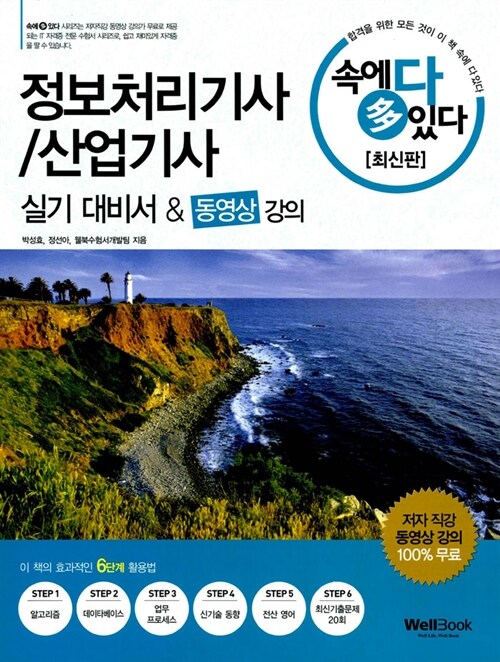 속에 多 있다 시리즈는 저자직강 동영상 강의가 무료로 제공
되는 IT 자격증 전문 수험서 시리즈로, 쉽고 재미있게 자격증
을 딸 수 있습니다.
합격을 위한 모든 것이 이 책 속에 다 있다
속에다
多 있다
[최신판]
정보처리기사
/산업기사
실기 대비서 & 동영상 강의
박성효, 정선아, 웰북수험서개발팀 지음
저자 직강
동영상 강의
100% 무료
이 책의 효과적인 6단계 활용법
STEP 1
알고리즘
STEP 2
데이타베이스
STEP 3
업무
프로세스
STEP 4
신기술 동향
STEP 5
전산 영어
STEP 6
최신기출문제
20회
WellBook
Well Life, Well Book